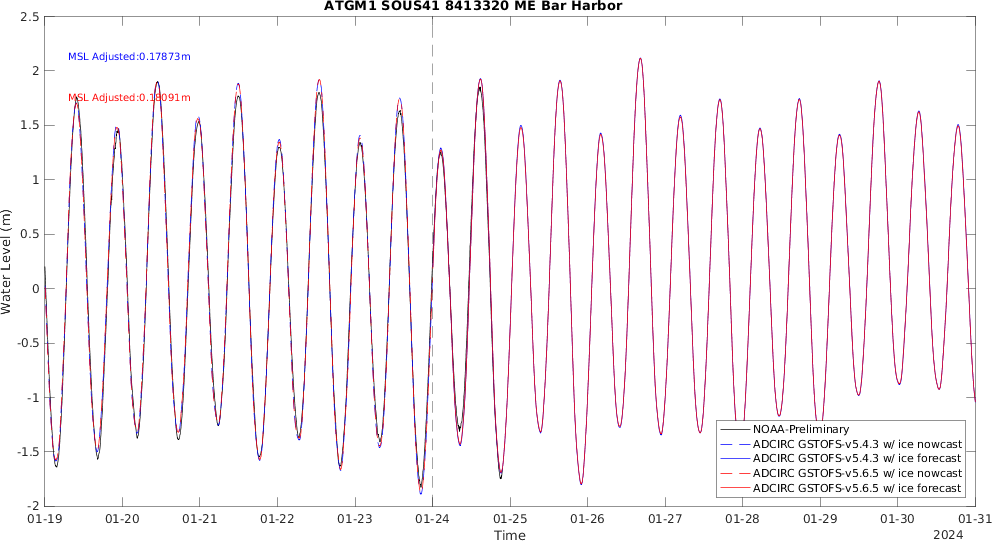 ATGM1 SOUS41 8413320 ME Bar Harbor
MSL Adjusted:0.17873m
MSL Adjusted:0.18091m
Water Level (m)
2.5
2
1.5
1
0.5
0
-0.5
-1
-1.5
-2
NOAA-Preliminary
ADCIRC GSTOFS-v5.4.3 w/ ice nowcast
ADCIRC GSTOFS-v5.4.3 w/ ice forecast
ADCIRC GSTOFS-v5.6.5 w/ ice nowcast
ADCIRC GSTOFS-v5.6.5 w/ ice forecast
01-19 01-20 01-21 01-22 01-23 01-24 01-25 01-26 01-27 01-28 01-29 01-30 01-31
Time
2024